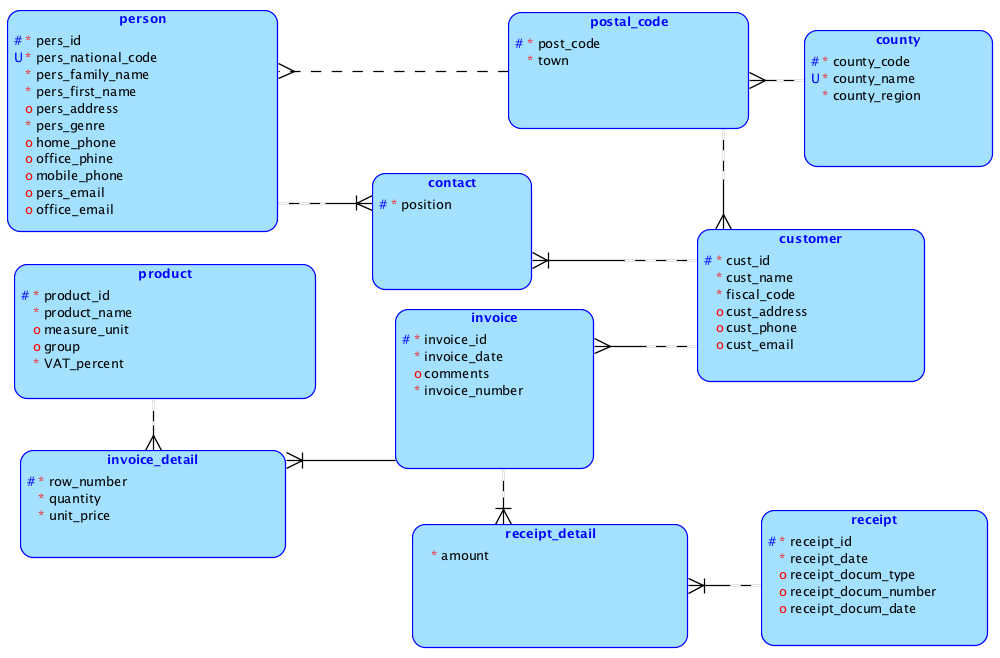 person
# * pers_id
U * pers_national_code
* pers_family_name
* pers_first_name
o pers_address
* pers_genre
o home_phone
o office_phine
o mobile_phone
o pers_email
o office_email
postal_code
# * post_code
* town
county
# * county_code
U * county_name
* county_region
contact
# * position
customer
# * cust_id
* cust_name
* fiscal_code
o cust_address
o cust_phone
o cust_email
product
# * product_id
* product_name
o measure_unit
o group
* VAT_percent
invoice
# * invoice_id
* invoice_date
o comments
* invoice_number
invoice_detail
# * row_number
* quantity
* unit_price
receipt_detail
* amount
receipt
# * receipt_id
* receipt_date
o receipt_docum_type
o receipt_docum_number
o receipt_docum_date